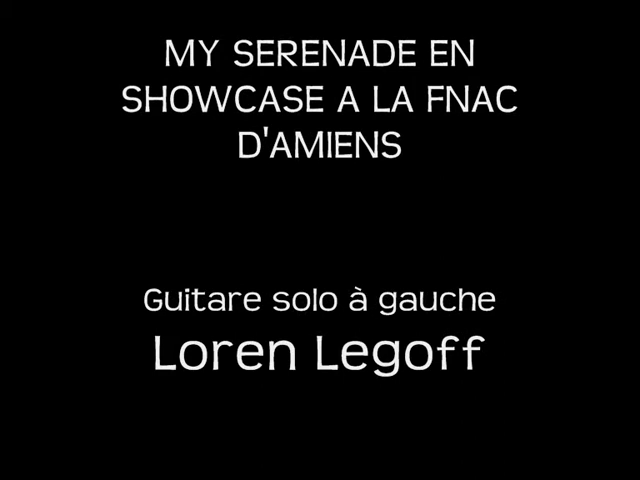 MY SERENADE EN
SHOWCASE A LA FNAC
D'AMIENS
Guitare solo à gauche
Loren Legoff